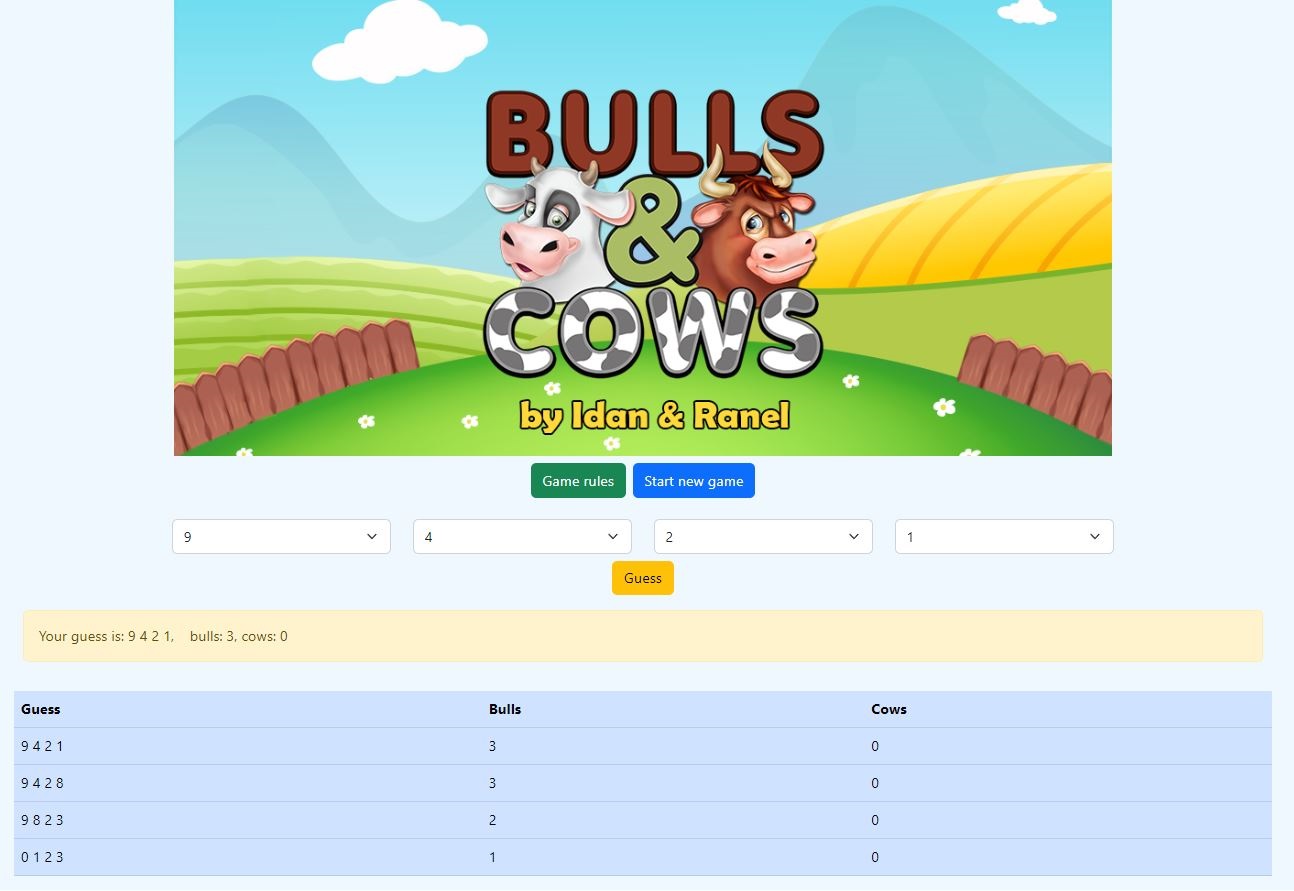 BULLS
&
COWS
by Idan & Ranel
Game rules Start new game
9 4 2 1
Guess
Your guess is: 9 4 2 1, bulls: 3, cows: 0
Guess Bulls Cows
9 4 2 1 3 0
9 4 2 8 3 0
9 8 2 3 2 0
0 1 2 3 1 0